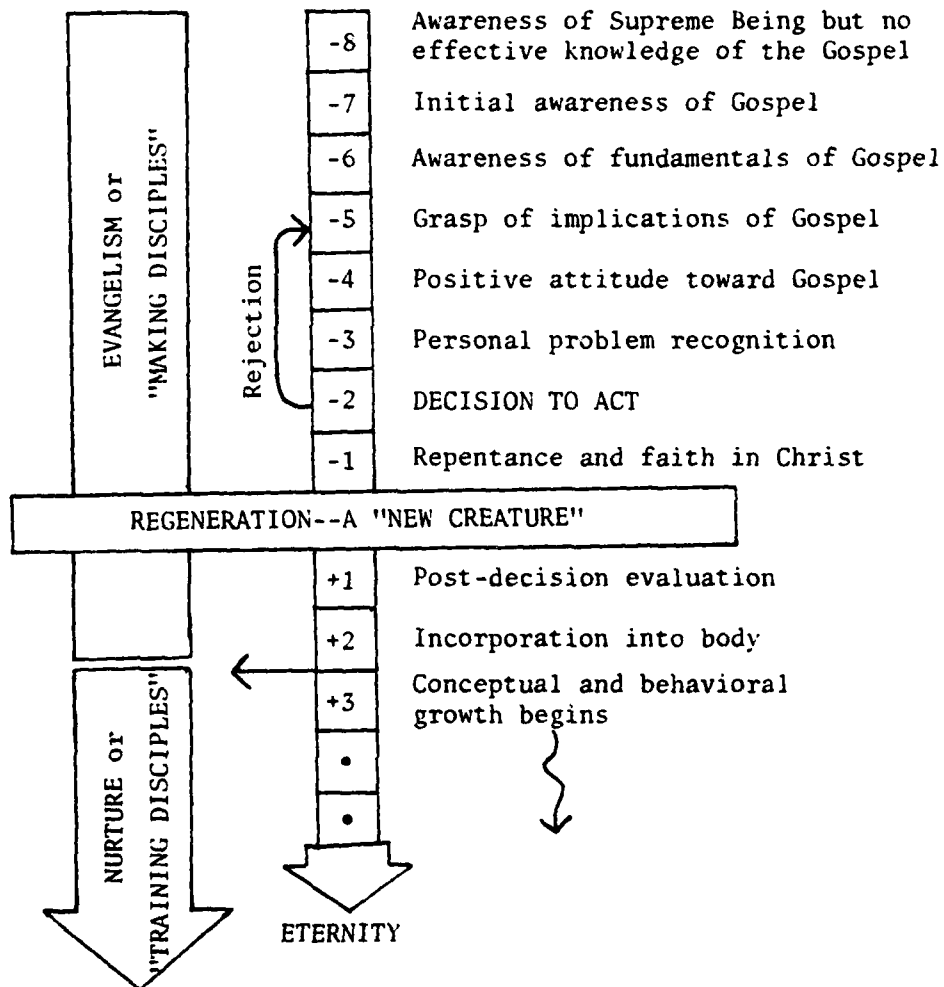 -8
Awareness of Supreme Being but no
effective knowledge of the Gospel
-7
Initial awareness of Gospel
-6
Awareness of fundamentals of Gospel
-5
Grasp of implications of Gospel
-4
Positive attitude toward Gospel
-3
Personal problem recognition
-2
DECISION TO ACT
-1
Repentance and faith in Christ
EVANGELISM or
"MAKING DISCIPLES"
Rejection
REGENERATION--A "NEW CREATURE"
+1
Post-decision evaluation
+2
Incorporation into body
+3
Conceptual and behavioral
growth begins
NURTURE or
"TRAINING DISCIPLES"
ETERNITY